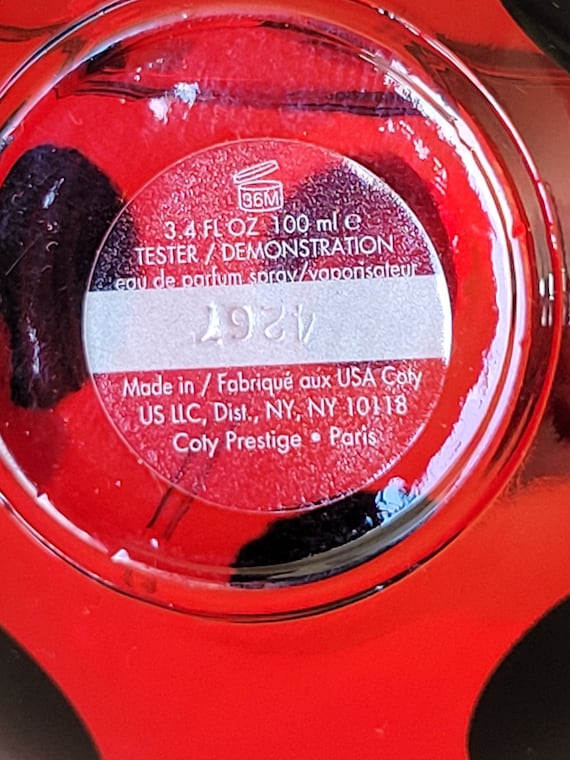 36M
3.4 FL OZ 100 ml ℮
TESTER / DEMONSTRATION
eau de parfum spray/vaporisateur
Made in / Fabriqué aux USA Coty
US LLC, Dist., NY, NY 10118
Coty Prestige • Paris